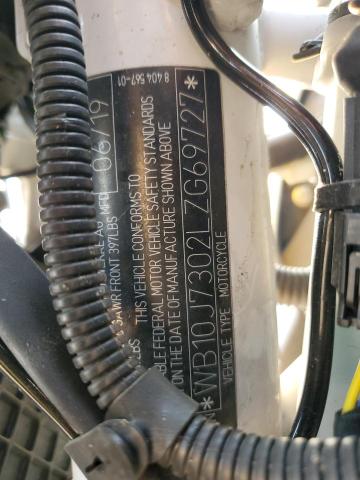 8 404 567-01
MFD 06/19
GAWR FRONT 397LBS
LBS
THIS VEHICLE CONFORMS TO
FEDERAL MOTOR VEHICLE SAFETY STANDARDS
ON THE DATE OF MANUFACTURE SHOWN ABOVE
*WB10J7302LZG69727*
VEHICLE TYPE MOTORCYCLE